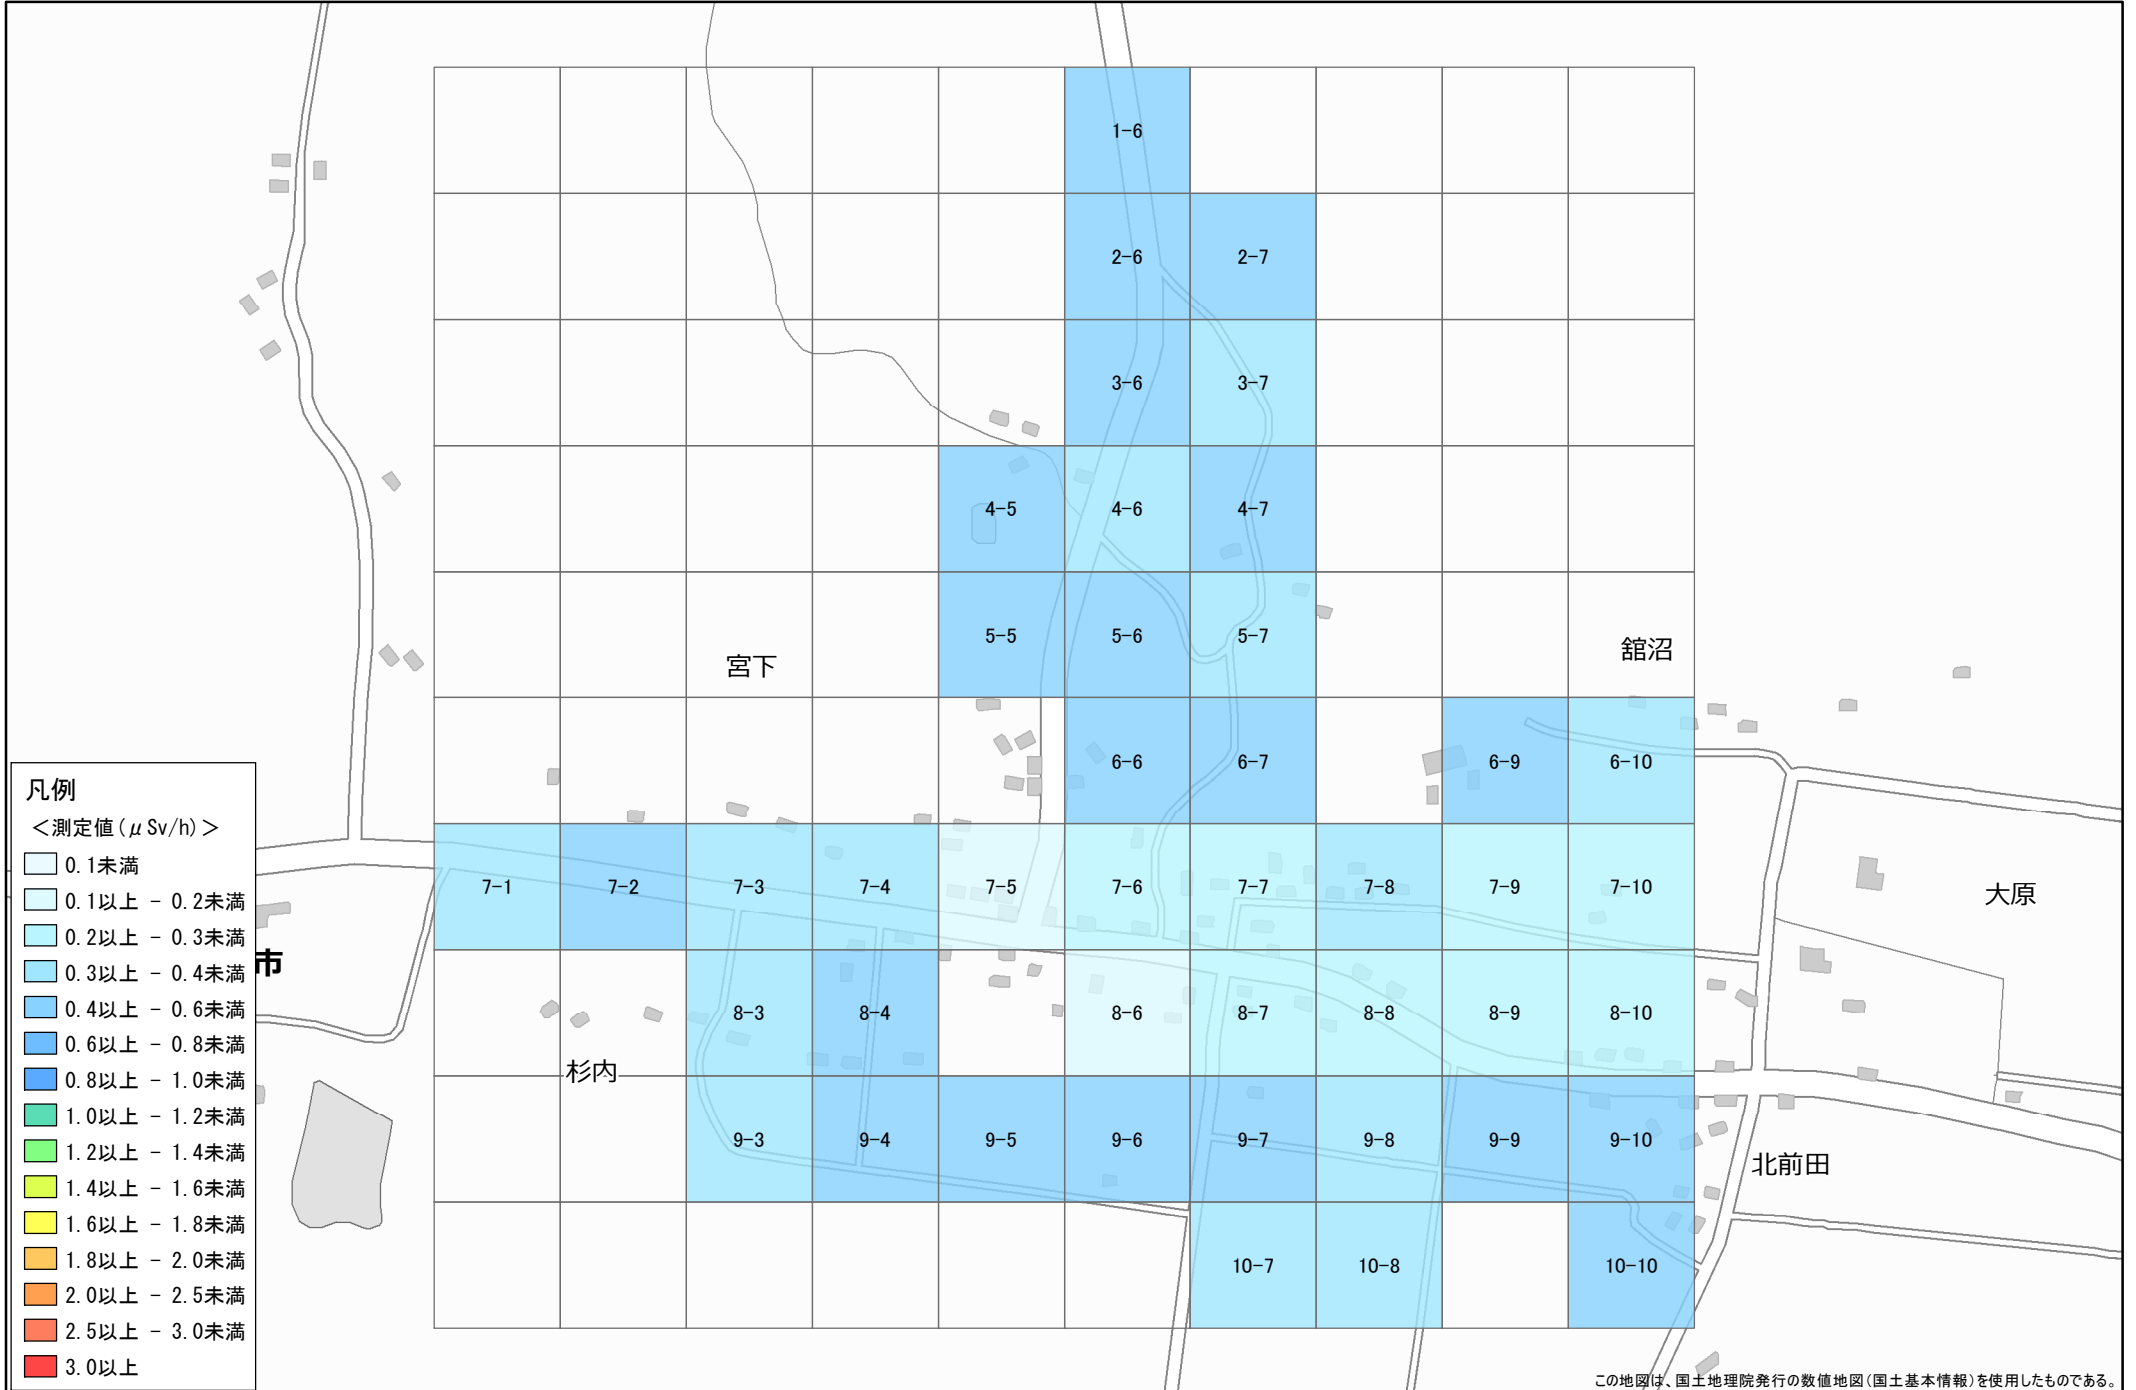 1-6
2-6 2-7
3-6 3-7
4-5 4-6 4-7
5-5 5-6 5-7
宮下
舘沼
6-6 6-7 6-9 6-10
7-1 7-2 7-3 7-4 7-5 7-6 7-7 7-8 7-9 7-10
大原
市
8-3 8-4 8-6 8-7 8-8 8-9 8-10
杉内
9-3 9-4 9-5 9-6 9-7 9-8 9-9 9-10
北前田
10-7 10-8 10-10
凡例
<測定値(μSv/h)>
0.1未満
0.1以上 - 0.2未満
0.2以上 - 0.3未満
0.3以上 - 0.4未満
0.4以上 - 0.6未満
0.6以上 - 0.8未満
0.8以上 - 1.0未満
1.0以上 - 1.2未満
1.2以上 - 1.4未満
1.4以上 - 1.6未満
1.6以上 - 1.8未満
1.8以上 - 2.0未満
2.0以上 - 2.5未満
2.5以上 - 3.0未満
3.0以上
この地図は、国土地理院発行の数値地図(国土基本情報)を使用したものである。